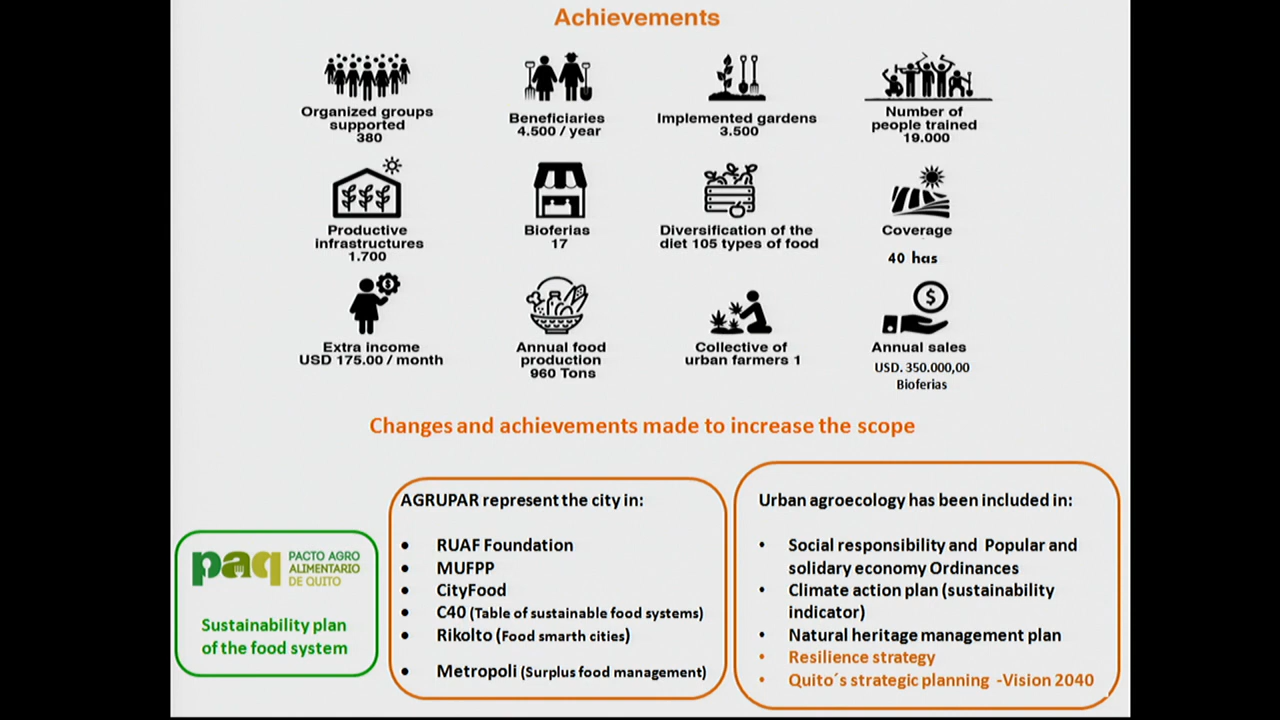 Achievements
Organized groups
supported
380
Beneficiaries
4.500 / year
Implemented gardens
3.500
Number of
people trained
19.000
Productive
infrastructures
1.700
Bioferias
17
Diversification of the
diet 105 types of food
Coverage
40 has
Extra income
USD 175.00 / month
Annual food
production
960 Tons
Collective of
urban farmers 1
Annual sales
USD. 350.000,00
Bioferias
Changes and achievements made to increase the scope
paq PACTO AGRO
ALIMENTARIO
DE QUITO
Sustainability plan
of the food system
AGRUPAR represent the city in:
• RUAF Foundation
• MUFPP
• CityFood
• C40 (Table of sustainable food systems)
• Rikolto (Food smarth cities)
• Metropoli (Surplus food management)
Urban agroecology has been included in:
• Social responsibility and Popular and
solidary economy Ordinances
• Climate action plan (sustainability
indicator)
• Natural heritage management plan
• Resilience strategy
• Quito´s strategic planning -Vision 2040